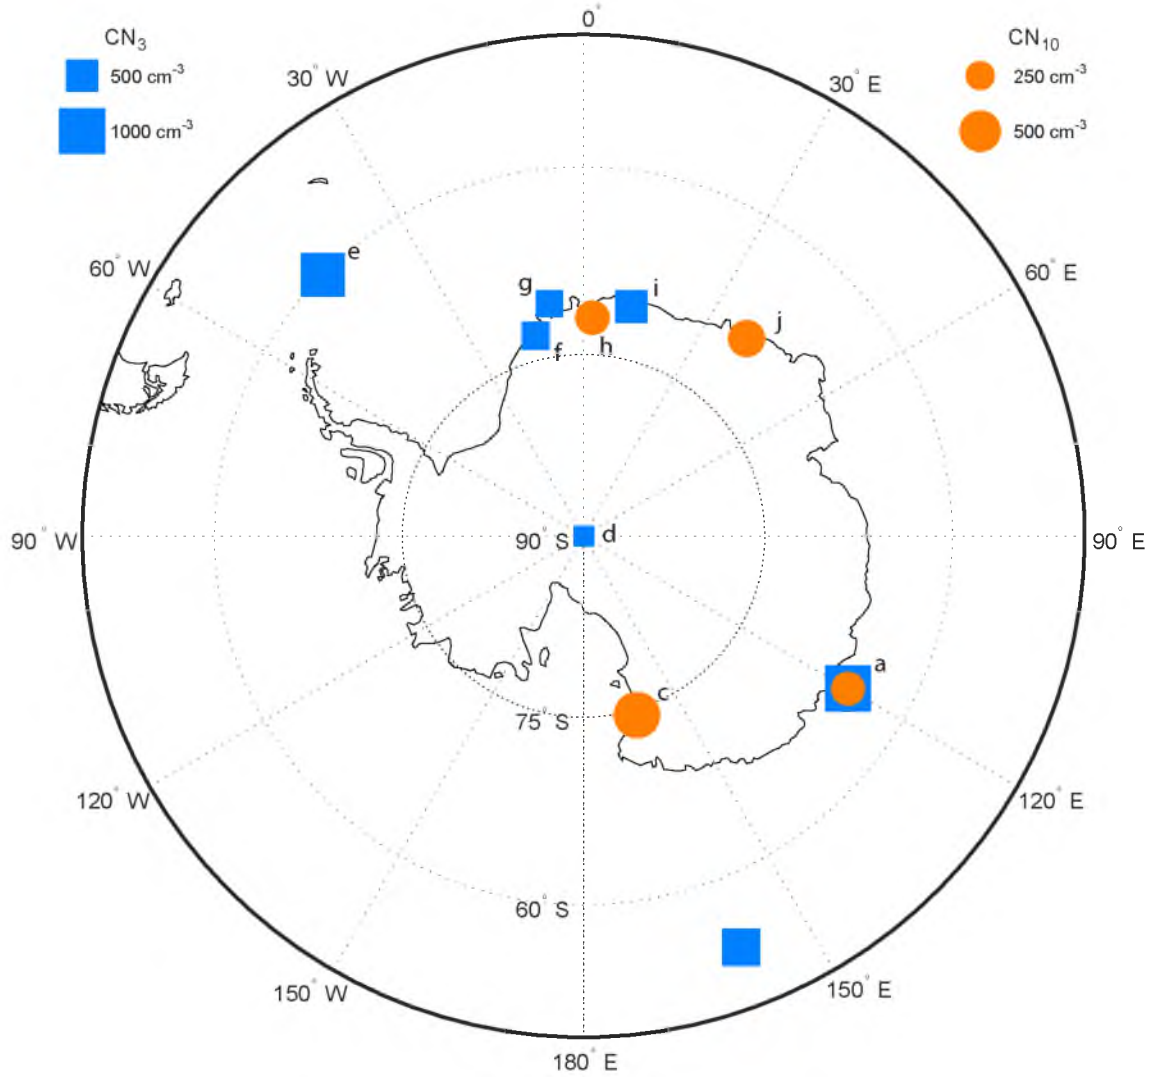 0° 
CN₃
CN₁₀
500 cm⁻³
250 cm⁻³
30° W
30° E
1000 cm⁻³
500 cm⁻³
e
60° W
60° E
g
i
j
f
h
90° W
90° S
d
90° E
a
c
75° S
120° W
120° E
60° S
150° W
150° E
180° E